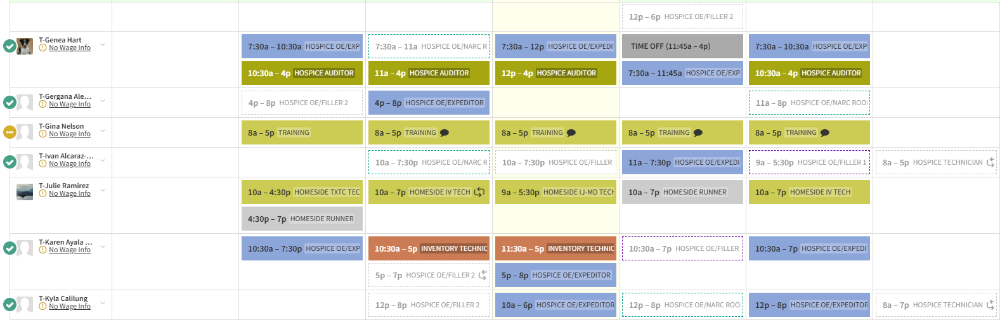 12p – 6p HOSPICE OE/FILLER 2
T-Genea Hart
No Wage Info
7:30a – 10:30a HOSPICE OE/EXP
7:30a – 11a HOSPICE OE/NARC R
7:30a – 12p HOSPICE OE/EXPEDI
TIME OFF (11:45a – 4p)
7:30a – 10:30a HOSPICE OE/EXP
10:30a – 4p HOSPICE AUDITOR
11a – 4p HOSPICE AUDITOR
12p – 4p HOSPICE AUDITOR
7:30a – 11:45a HOSPICE OE/EXP
10:30a – 4p HOSPICE AUDITOR
T-Gergana Ale...
No Wage Info
4p – 8p HOSPICE OE/FILLER 2
4p – 8p HOSPICE OE/EXPEDITOR
11a – 8p HOSPICE OE/NARC ROO
T-Gina Nelson
No Wage Info
8a – 5p TRAINING
8a – 5p TRAINING
8a – 5p TRAINING
8a – 5p TRAINING
8a – 5p TRAINING
T-Ivan Alcaraz-...
No Wage Info
10a – 7:30p HOSPICE OE/NARC R
10a – 7:30p HOSPICE OE/FILLER
11a – 7:30p HOSPICE OE/EXPEDI
9a – 5:30p HOSPICE OE/FILLER 1
8a – 5p HOSPICE TECHNICIAN
T-Julie Ramirez
No Wage Info
10a – 4:30p HOMESIDE TXTC TEC
10a – 7p HOMESIDE IV TECH
9a – 5:30p HOMESIDE IJ-MD TECH
10a – 7p HOMESIDE RUNNER
10a – 7p HOMESIDE IV TECH
4:30p – 7p HOMESIDE RUNNER
T-Karen Ayala ...
No Wage Info
10:30a – 7:30p HOSPICE OE/EXP
10:30a – 5p INVENTORY TECHNIC
11:30a – 5p INVENTORY TECHNIC
10:30a – 7p HOSPICE OE/FILLER
10:30a – 7p HOSPICE OE/EXPEDI
5p – 7p HOSPICE OE/FILLER 2
5p – 8p HOSPICE OE/EXPEDITOR
T-Kyla Calilung
No Wage Info
12p – 8p HOSPICE OE/FILLER 2
10a – 6p HOSPICE OE/EXPEDITOR
12p – 8p HOSPICE OE/NARC ROO
12p – 8p HOSPICE OE/EXPEDITOR
8a – 7p HOSPICE TECHNICIAN